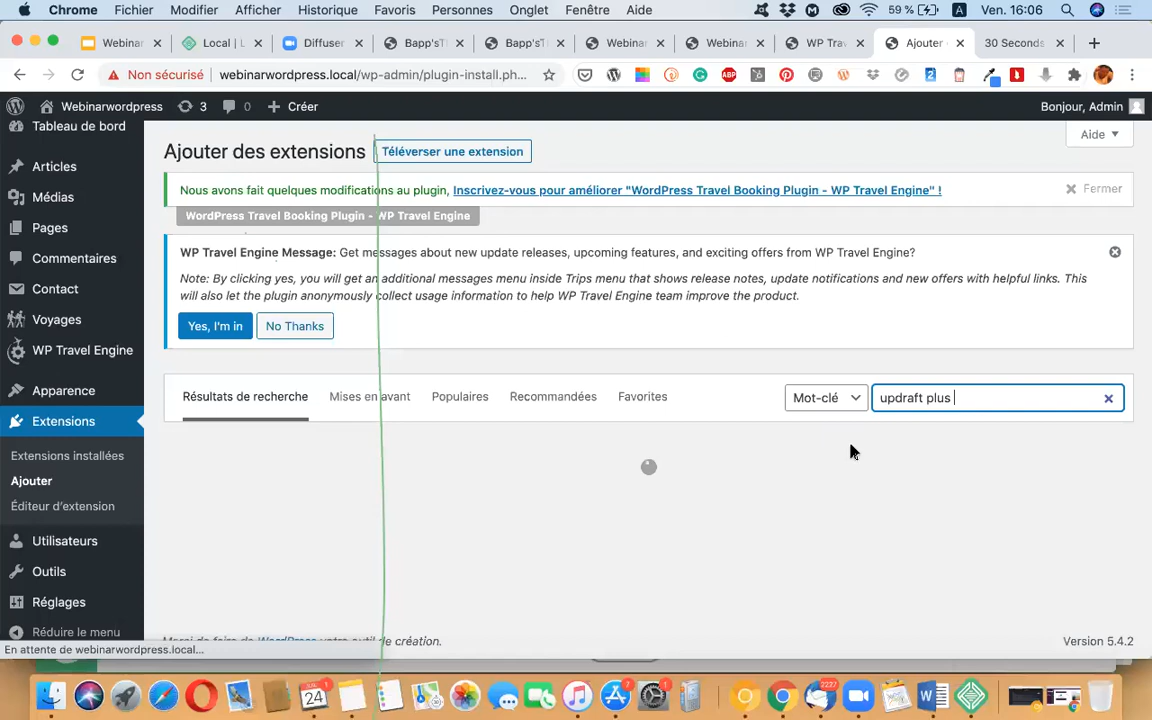 Chrome Fichier Modifier Afficher Historique Favoris Personnes Onglet Fenêtre Aide 59 % A Ven. 16:06
Webinar Local | L Diffuser Bapp'sT Bapp'sT Webinar Webinar WP Trav Ajouter 30 Seconds
Non sécurisé webinarwordpress.local/wp-admin/plugin-install.ph...
Webinarwordpress 3 0 Créer Bonjour, Admin
Tableau de bord
Articles
Médias
Pages
Commentaires
Contact
Voyages
WP Travel Engine
Apparence
Extensions
Extensions installées
Ajouter
Éditeur d'extension
Utilisateurs
Outils
Réglages
Réduire le menu
Aide
Ajouter des extensions Téléverser une extension
Nous avons fait quelques modifications au plugin, Inscrivez-vous pour améliorer "WordPress Travel Booking Plugin - WP Travel Engine" ! Fermer
WordPress Travel Booking Plugin - WP Travel Engine
WP Travel Engine Message: Get messages about new update releases, upcoming features, and exciting offers from WP Travel Engine?
Note: By clicking yes, you will get an additional messages menu inside Trips menu that shows release notes, update notifications and new offers with helpful links. This
will also let the plugin anonymously collect usage information to help WP Travel Engine team improve the product.
Yes, I'm in No Thanks
Résultats de recherche Mises en avant Populaires Recommandées Favorites Mot-clé updraft plus
Merci de faire de WordPress votre outil de création. Version 5.4.2
En attente de webinarwordpress.local...